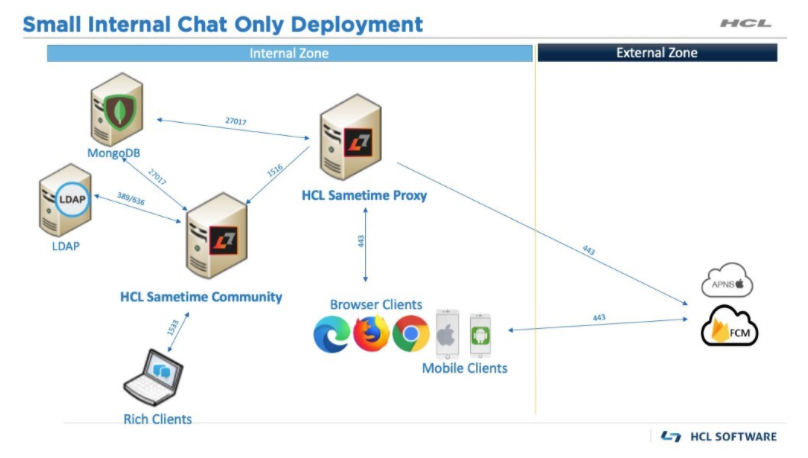 Small Internal Chat Only Deployment
HCL
Internal Zone
External Zone
27017
MongoDB
27017
1516
LDAP
389/636
HCL Sametime Proxy
LDAP
443
443
APNS
HCL Sametime Community
Browser Clients
FCM
443
1533
Mobile Clients
Rich Clients
HCL SOFTWARE